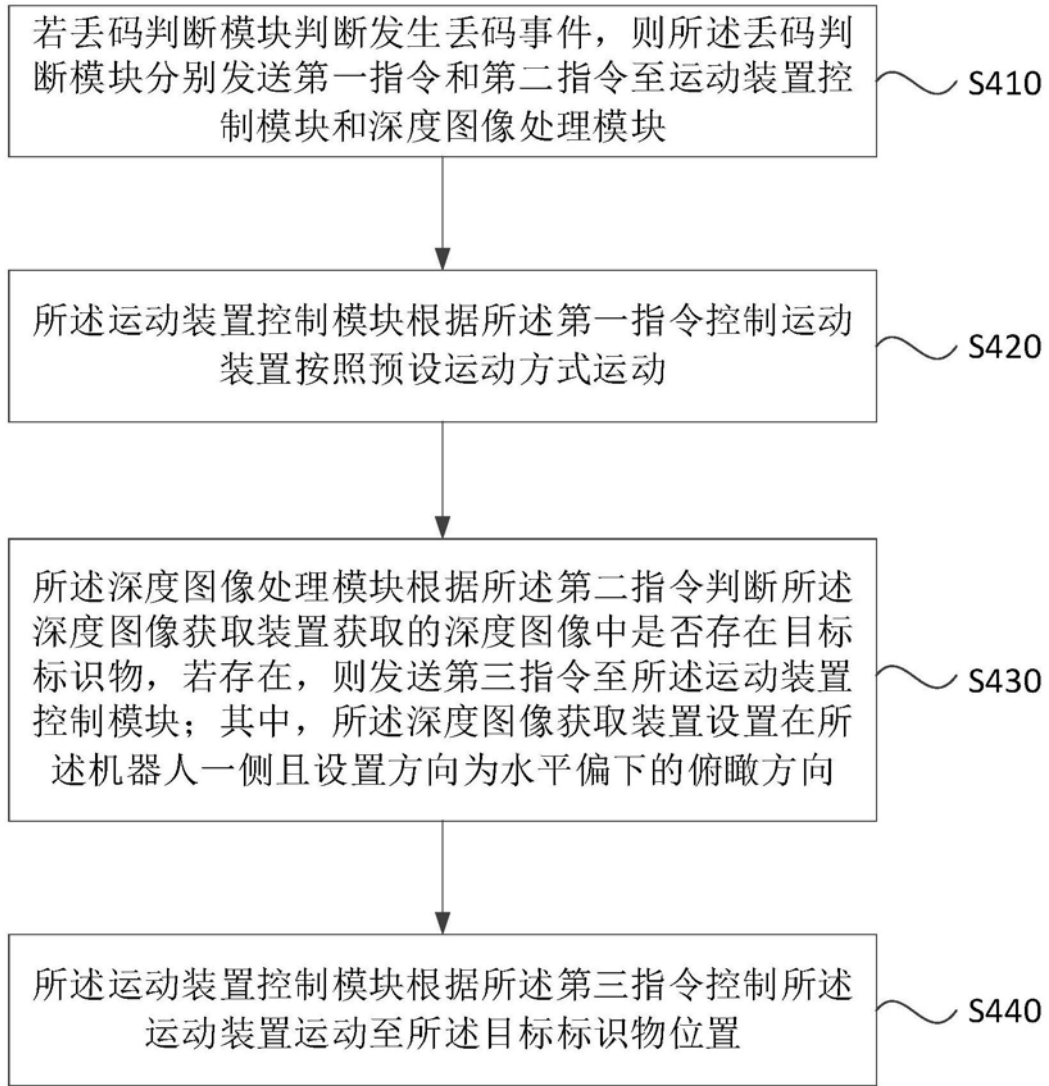 若丢码判断模块判断发生丢码事件，则所述丢码判
断模块分别发送第一指令和第二指令至运动装置控
制模块和深度图像处理模块
S410
所述运动装置控制模块根据所述第一指令控制运动
装置按照预设运动方式运动
S420
所述深度图像处理模块根据所述第二指令判断所述
深度图像获取装置获取的深度图像中是否存在目标
标识物，若存在，则发送第三指令至所述运动装置
控制模块；其中，所述深度图像获取装置设置在所
述机器人一侧且设置方向为水平偏下的俯瞰方向
S430
所述运动装置控制模块根据所述第三指令控制所述
运动装置运动至所述目标标识物位置
S440